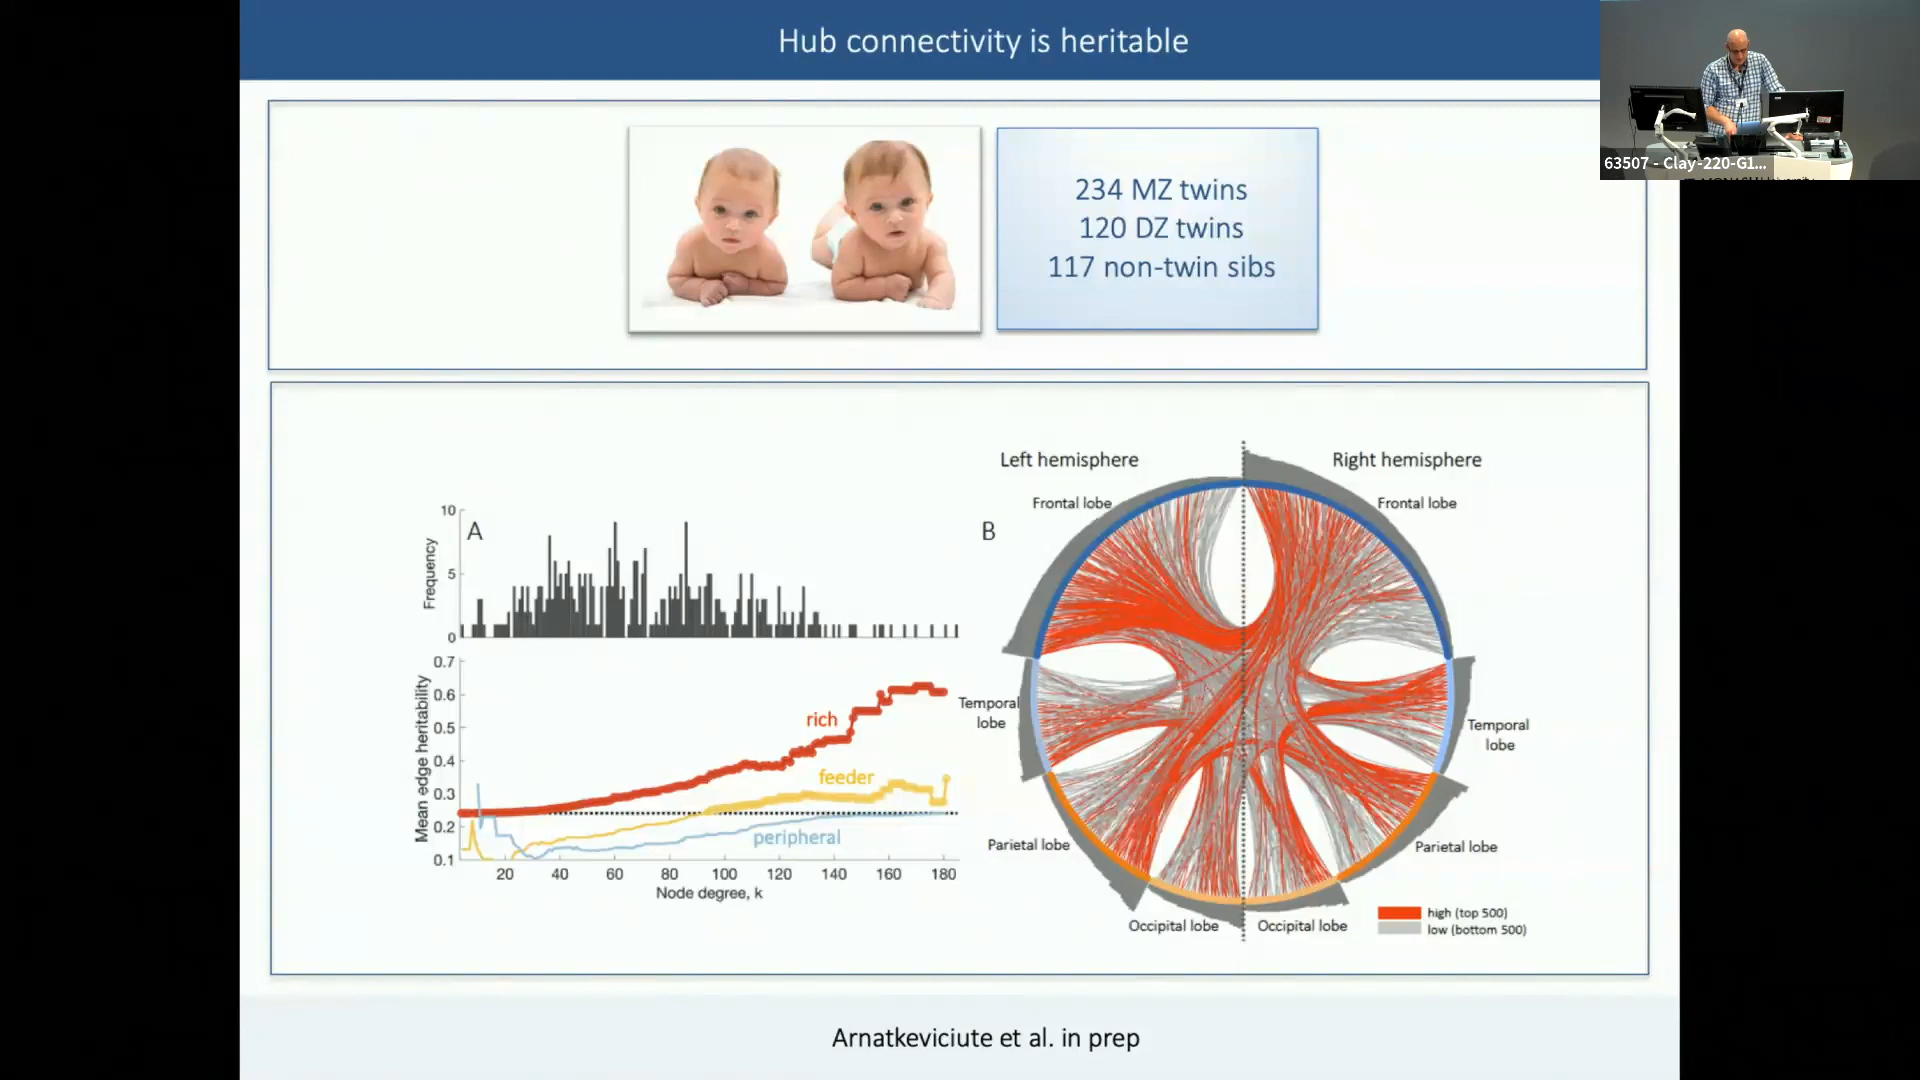 Hub connectivity is heritable
63507 - Clay-220-G1...
234 MZ twins
120 DZ twins
117 non-twin sibs
A
10
5
0
Frequency
0.7
0.6
0.5
0.4
0.3
0.2
0.1
Mean edge heritability
rich
feeder
peripheral
20 40 60 80 100 120 140 160 180
Node degree, k
B
Left hemisphere
Right hemisphere
Frontal lobe
Frontal lobe
Temporal
lobe
Temporal
lobe
Parietal lobe
Parietal lobe
Occipital lobe
Occipital lobe
high (top 500)
low (bottom 500)
Arnatkeviciute et al. in prep